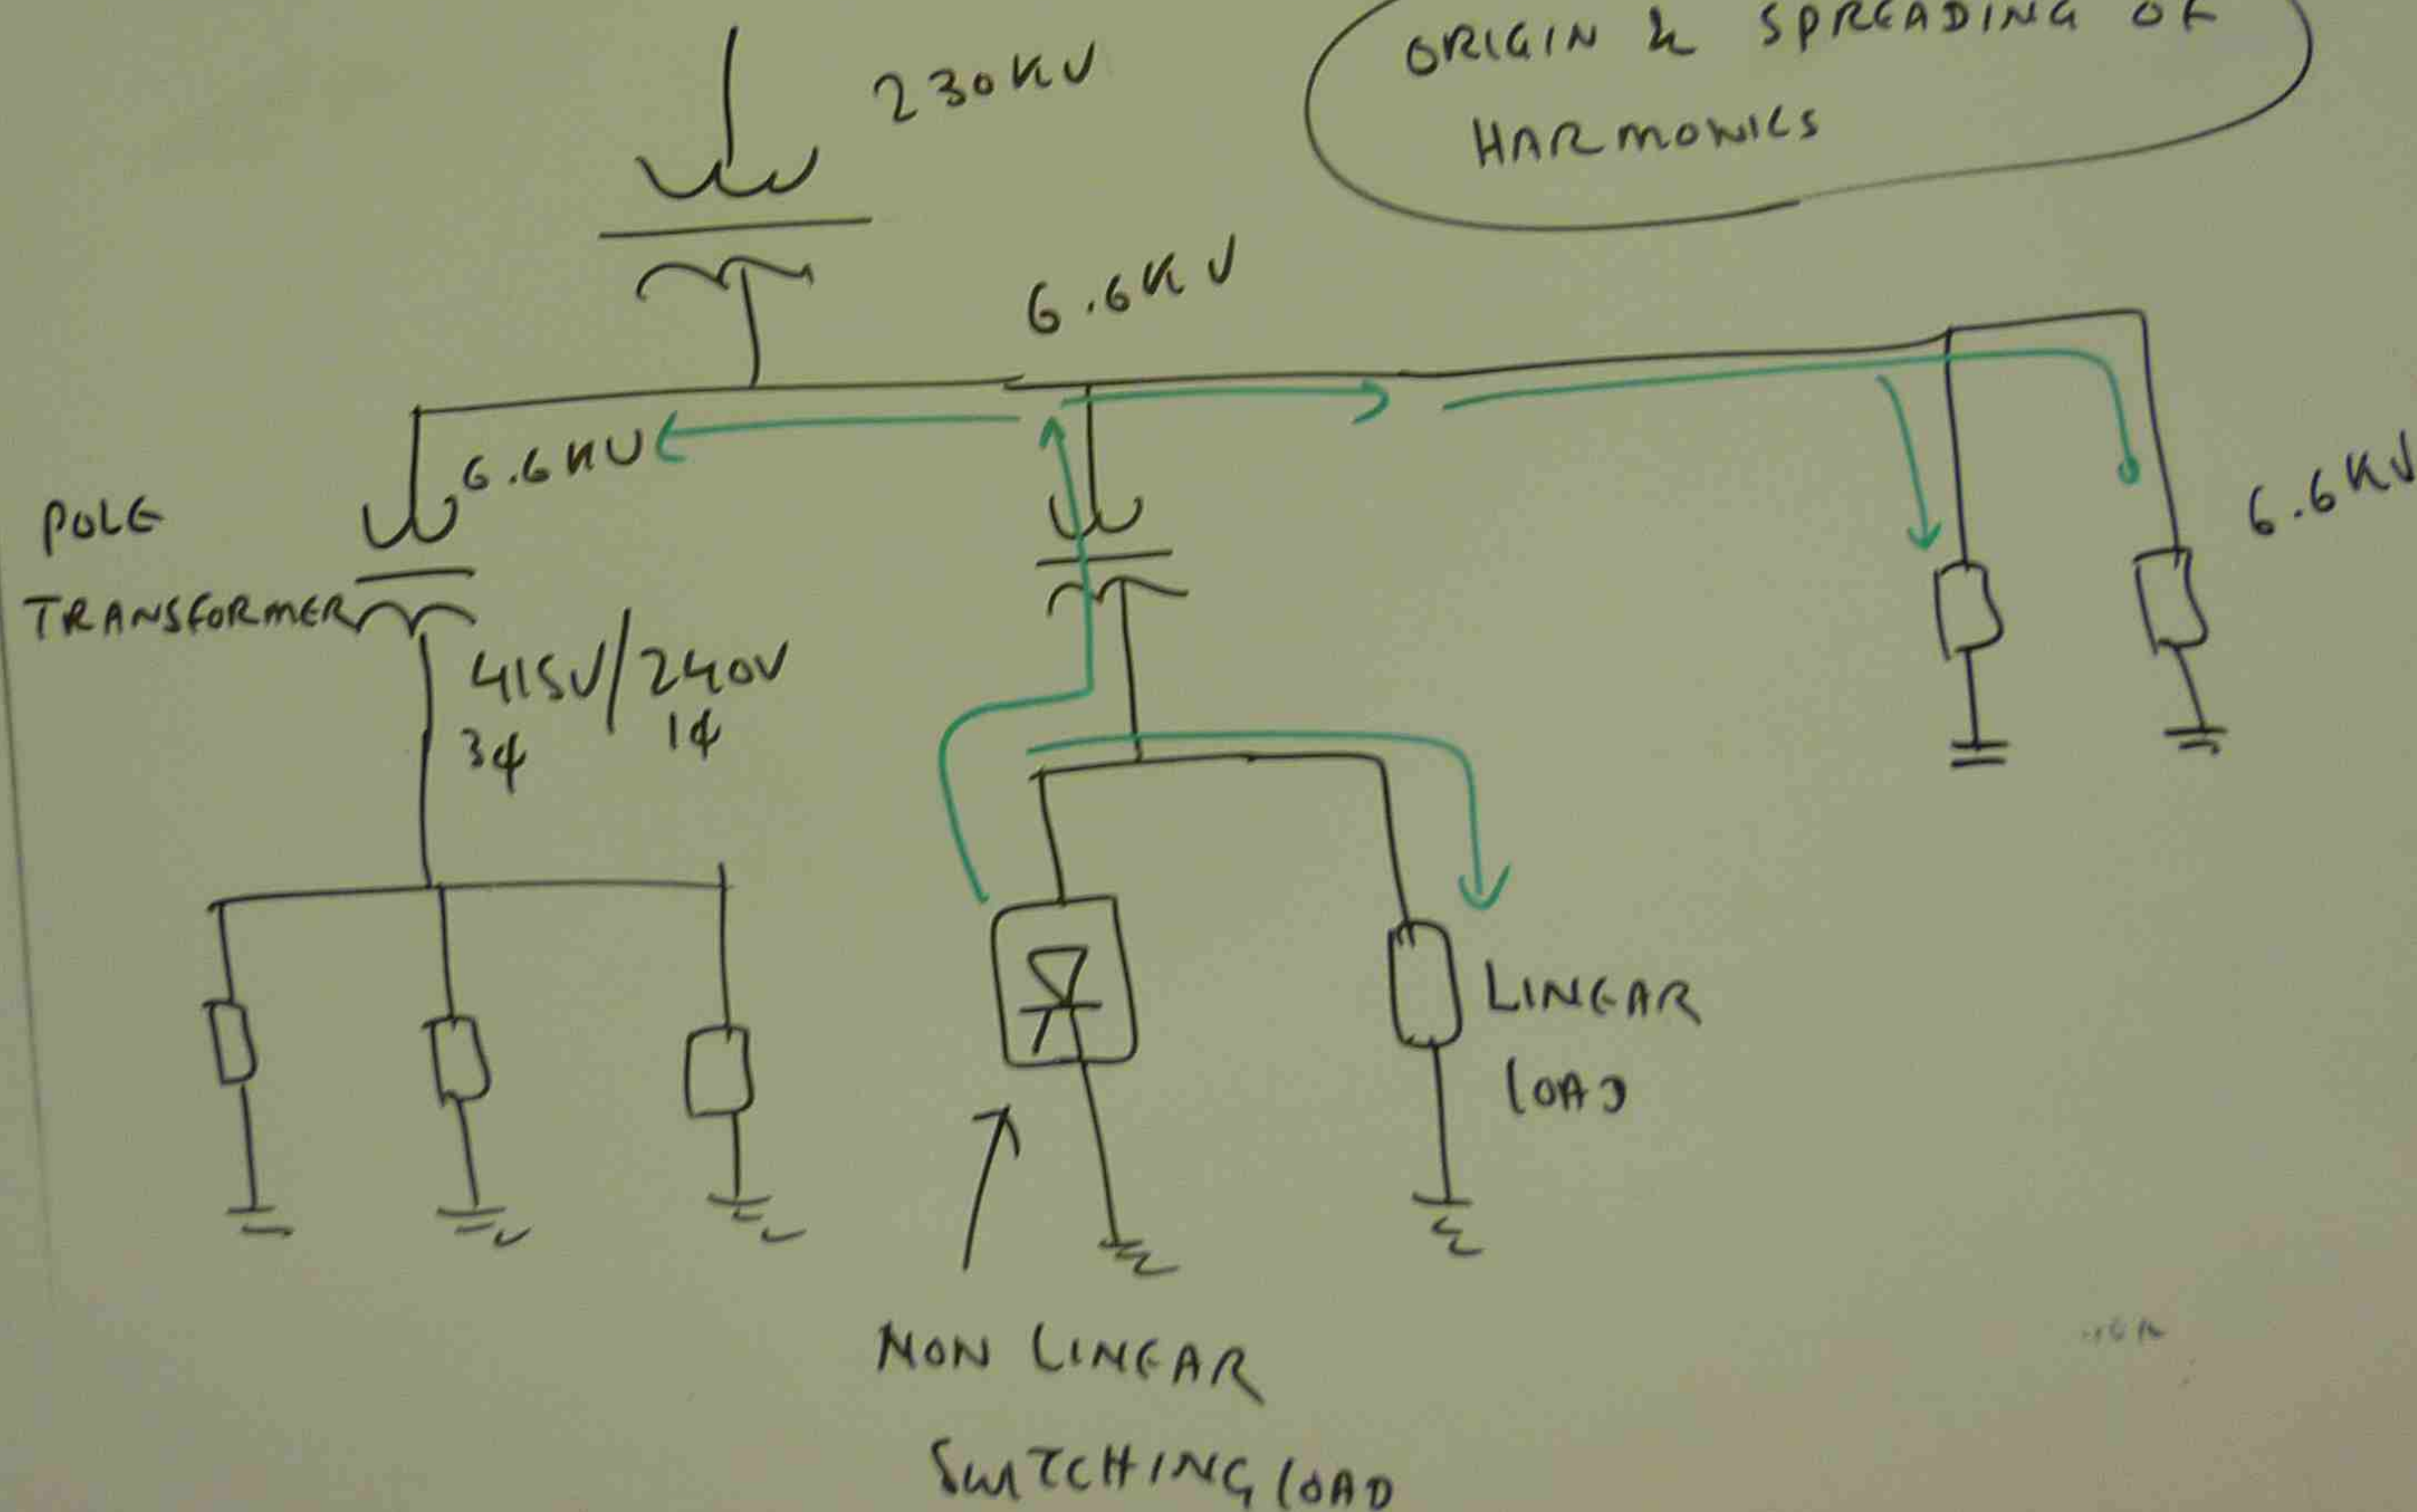 ORIGIN & SPREADING OF
HARMONICS
230KV
6.6KV
6.6KV
6.6KV
POLE
TRANSFORMER
415V/240V
3φ 1φ
LINEAR
LOAD
NON LINEAR
SWITCHING LOAD